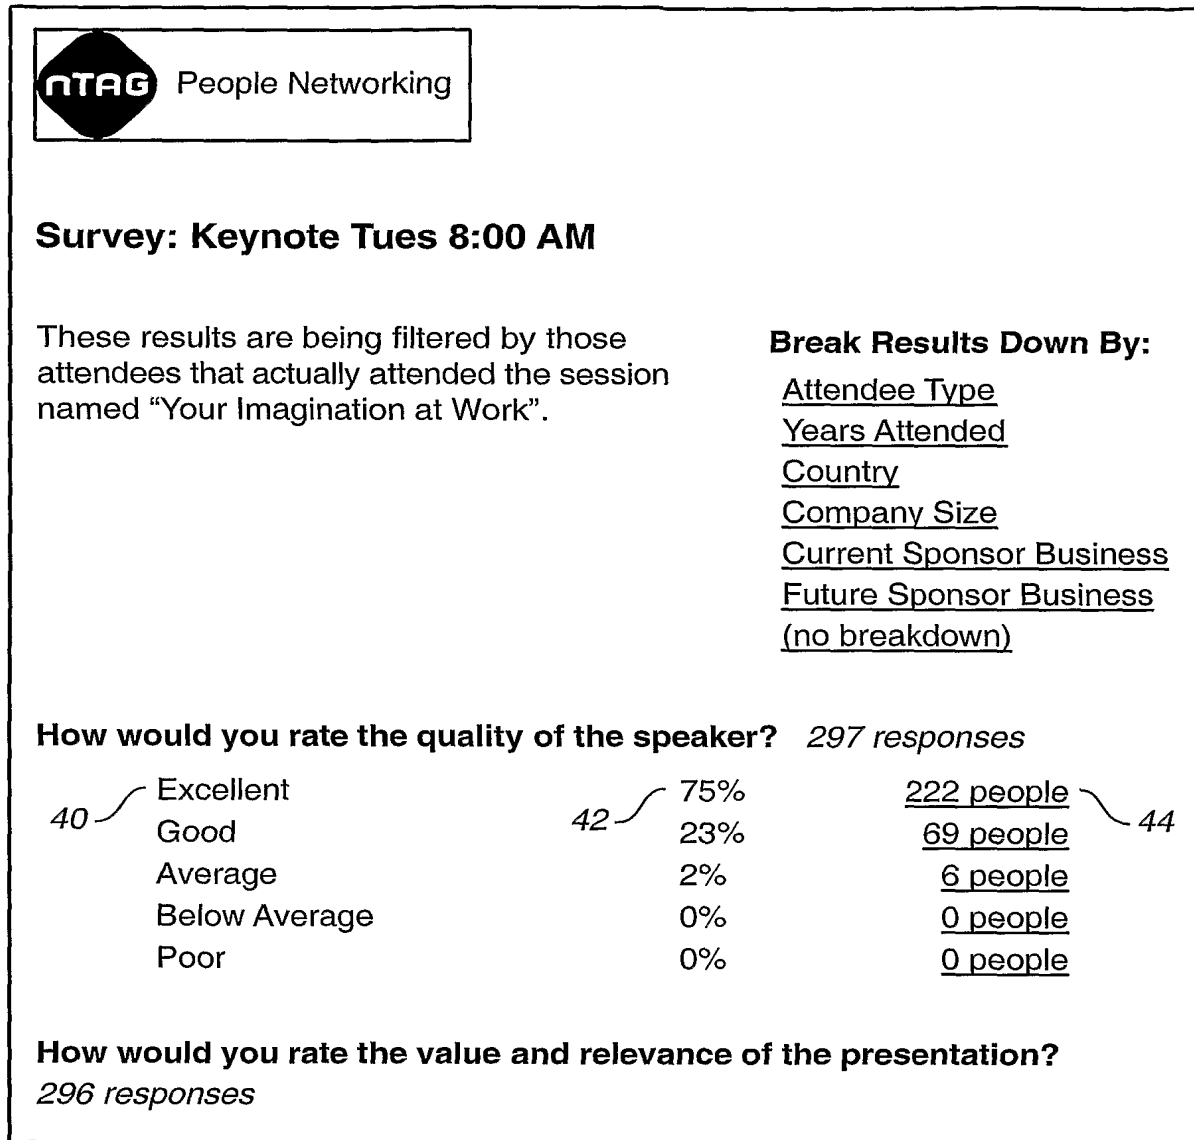 nTAG People Networking
Survey: Keynote Tues 8:00 AM
These results are being filtered by those
attendees that actually attended the session
named “Your Imagination at Work”.
Break Results Down By:
Attendee Type
Years Attended
Country
Company Size
Current Sponsor Business
Future Sponsor Business
(no breakdown)
How would you rate the quality of the speaker? 297 responses
40 Excellent 42 75% 222 people 44
Good 23% 69 people
Average 2% 6 people
Below Average 0% 0 people
Poor 0% 0 people
How would you rate the value and relevance of the presentation?
296 responses